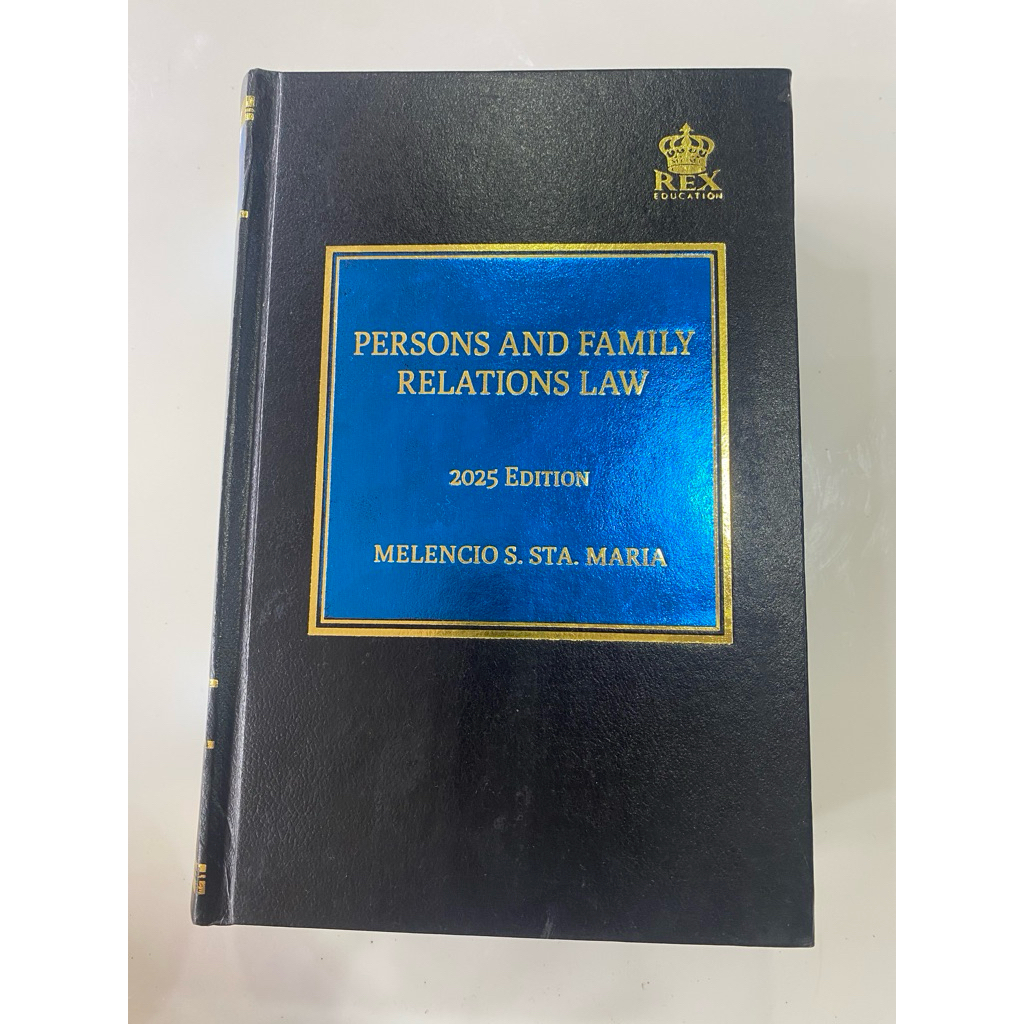 REX
EDUCATION
PERSONS AND FAMILY
RELATIONS LAW
2025 EDITION
MELENCIO S. STA. MARIA